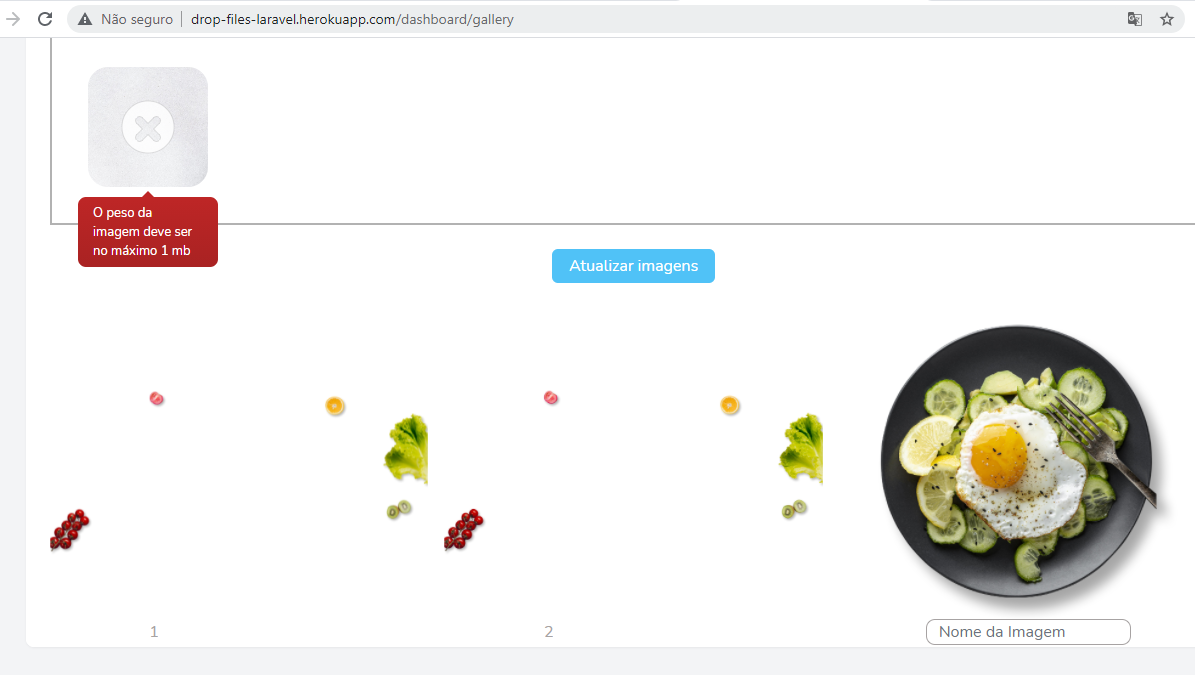 Não seguro
drop-files-laravel.herokuapp.com/dashboard/gallery
O peso da
imagem deve ser
no máximo 1 mb
Atualizar imagens
1
2
Nome da Imagem